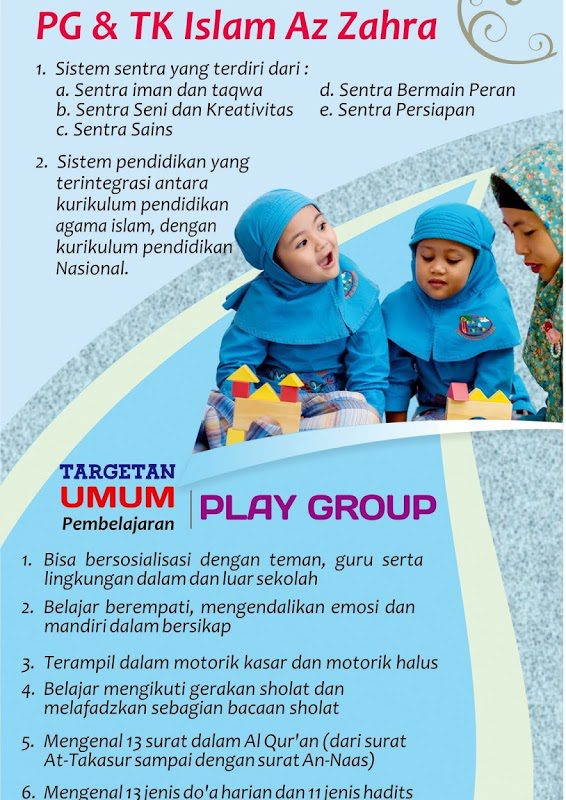 PG & TK Islam Az Zahra
1. Sistem sentra yang terdiri dari :
a. Sentra iman dan taqwa
b. Sentra Seni dan Kreativitas
c. Sentra Sains
d. Sentra Bermain Peran
e. Sentra Persiapan
2. Sistem pendidikan yang
terintegrasi antara
kurikulum pendidikan
agama islam, dengan
kurikulum pendidikan
Nasional.
TARGETAN
UMUM
Pembelajaran
PLAY GROUP
1. Bisa bersosialisasi dengan teman, guru serta
lingkungan dalam dan luar sekolah
2. Belajar berempati, mengendalikan emosi dan
mandiri dalam bersikap
3. Terampil dalam motorik kasar dan motorik halus
4. Belajar mengikuti gerakan sholat dan
melafadzkan sebagian bacaan sholat
5. Mengenal 13 surat dalam Al Qur'an (dari surat
At-Takasur sampai dengan surat An-Naas)
6. Mengenal 13 jenis do'a harian dan 11 jenis hadits